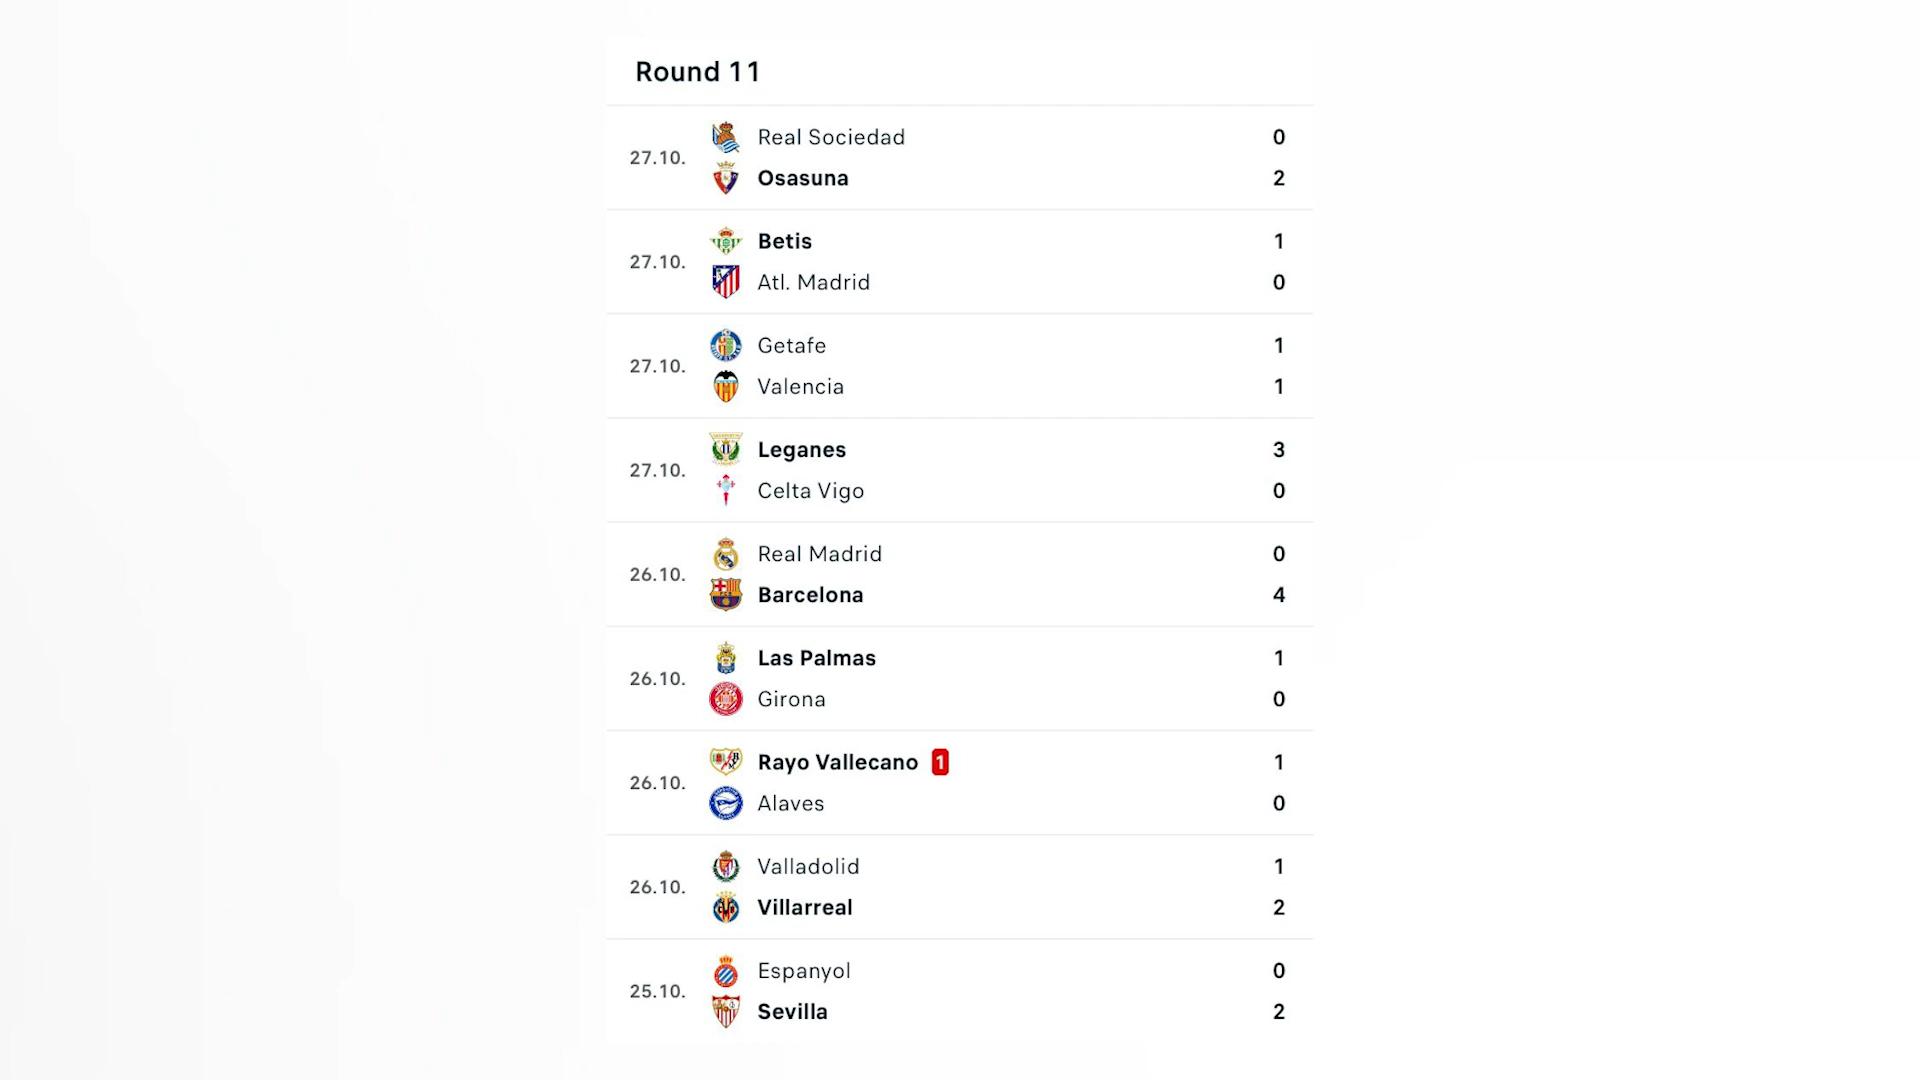 Round 11
27.10.
Real Sociedad 0
Osasuna 2
27.10.
Betis 1
Atl. Madrid 0
27.10.
Getafe 1
Valencia 1
27.10.
Leganes 3
Celta Vigo 0
26.10.
Real Madrid 0
Barcelona 4
26.10.
Las Palmas 1
Girona 0
26.10.
Rayo Vallecano 1 1
Alaves 0
26.10.
Valladolid 1
Villarreal 2
25.10.
Espanyol 0
Sevilla 2